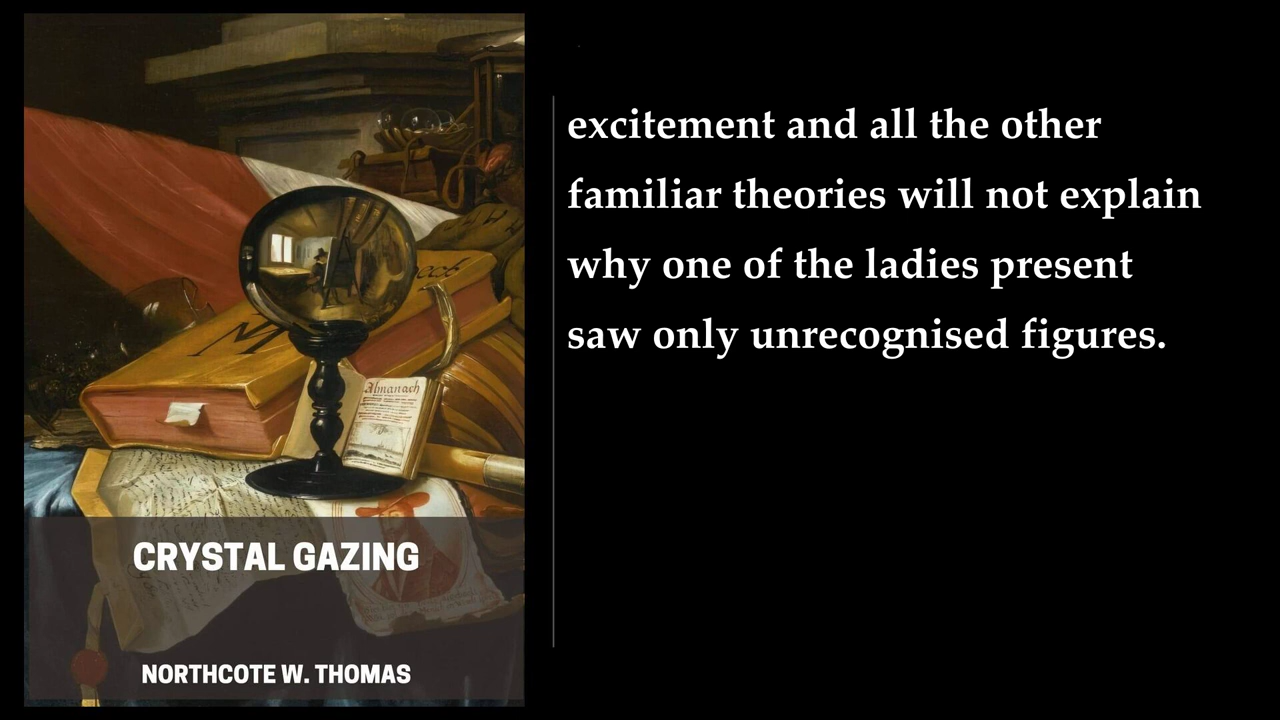 excitement and all the other
familiar theories will not explain
why one of the ladies present
saw only unrecognised figures.
M
Almanach
CRYSTAL GAZING
NORTHCOTE W. THOMAS